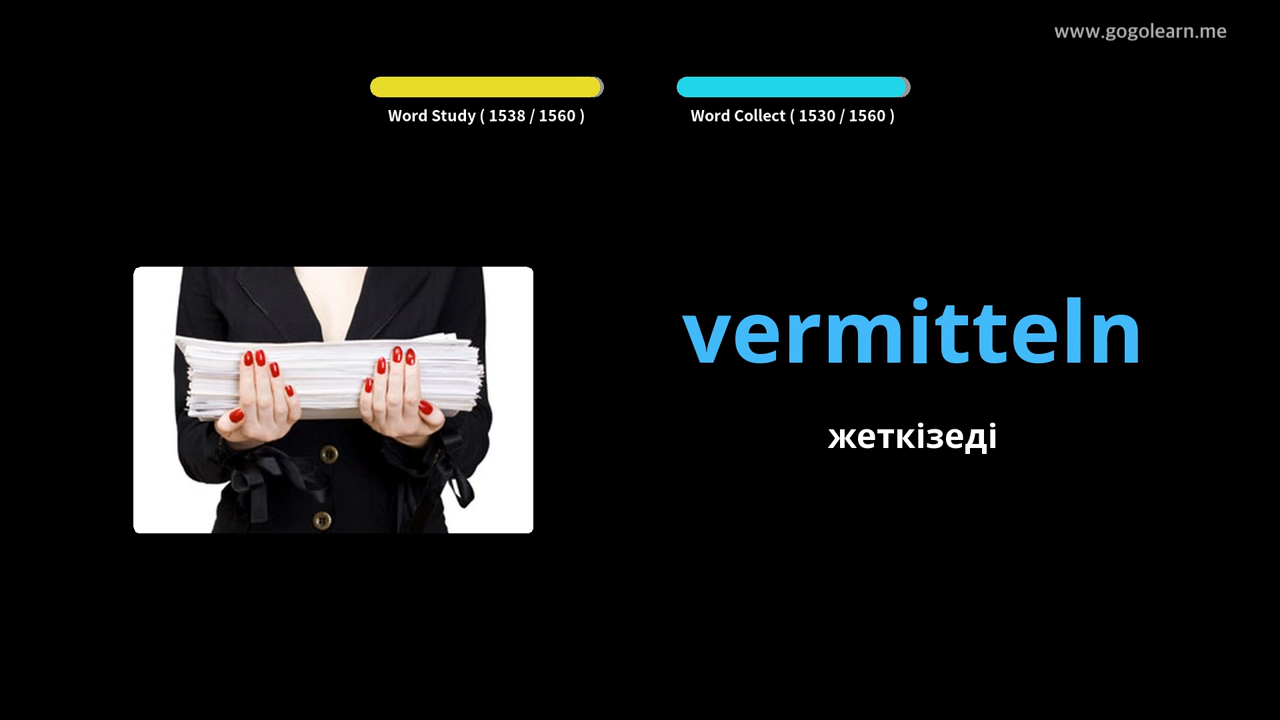 www.gogolearn.me
Word Study ( 1538 / 1560 )
Word Collect ( 1530 / 1560 )
vermitteln
жеткізеді